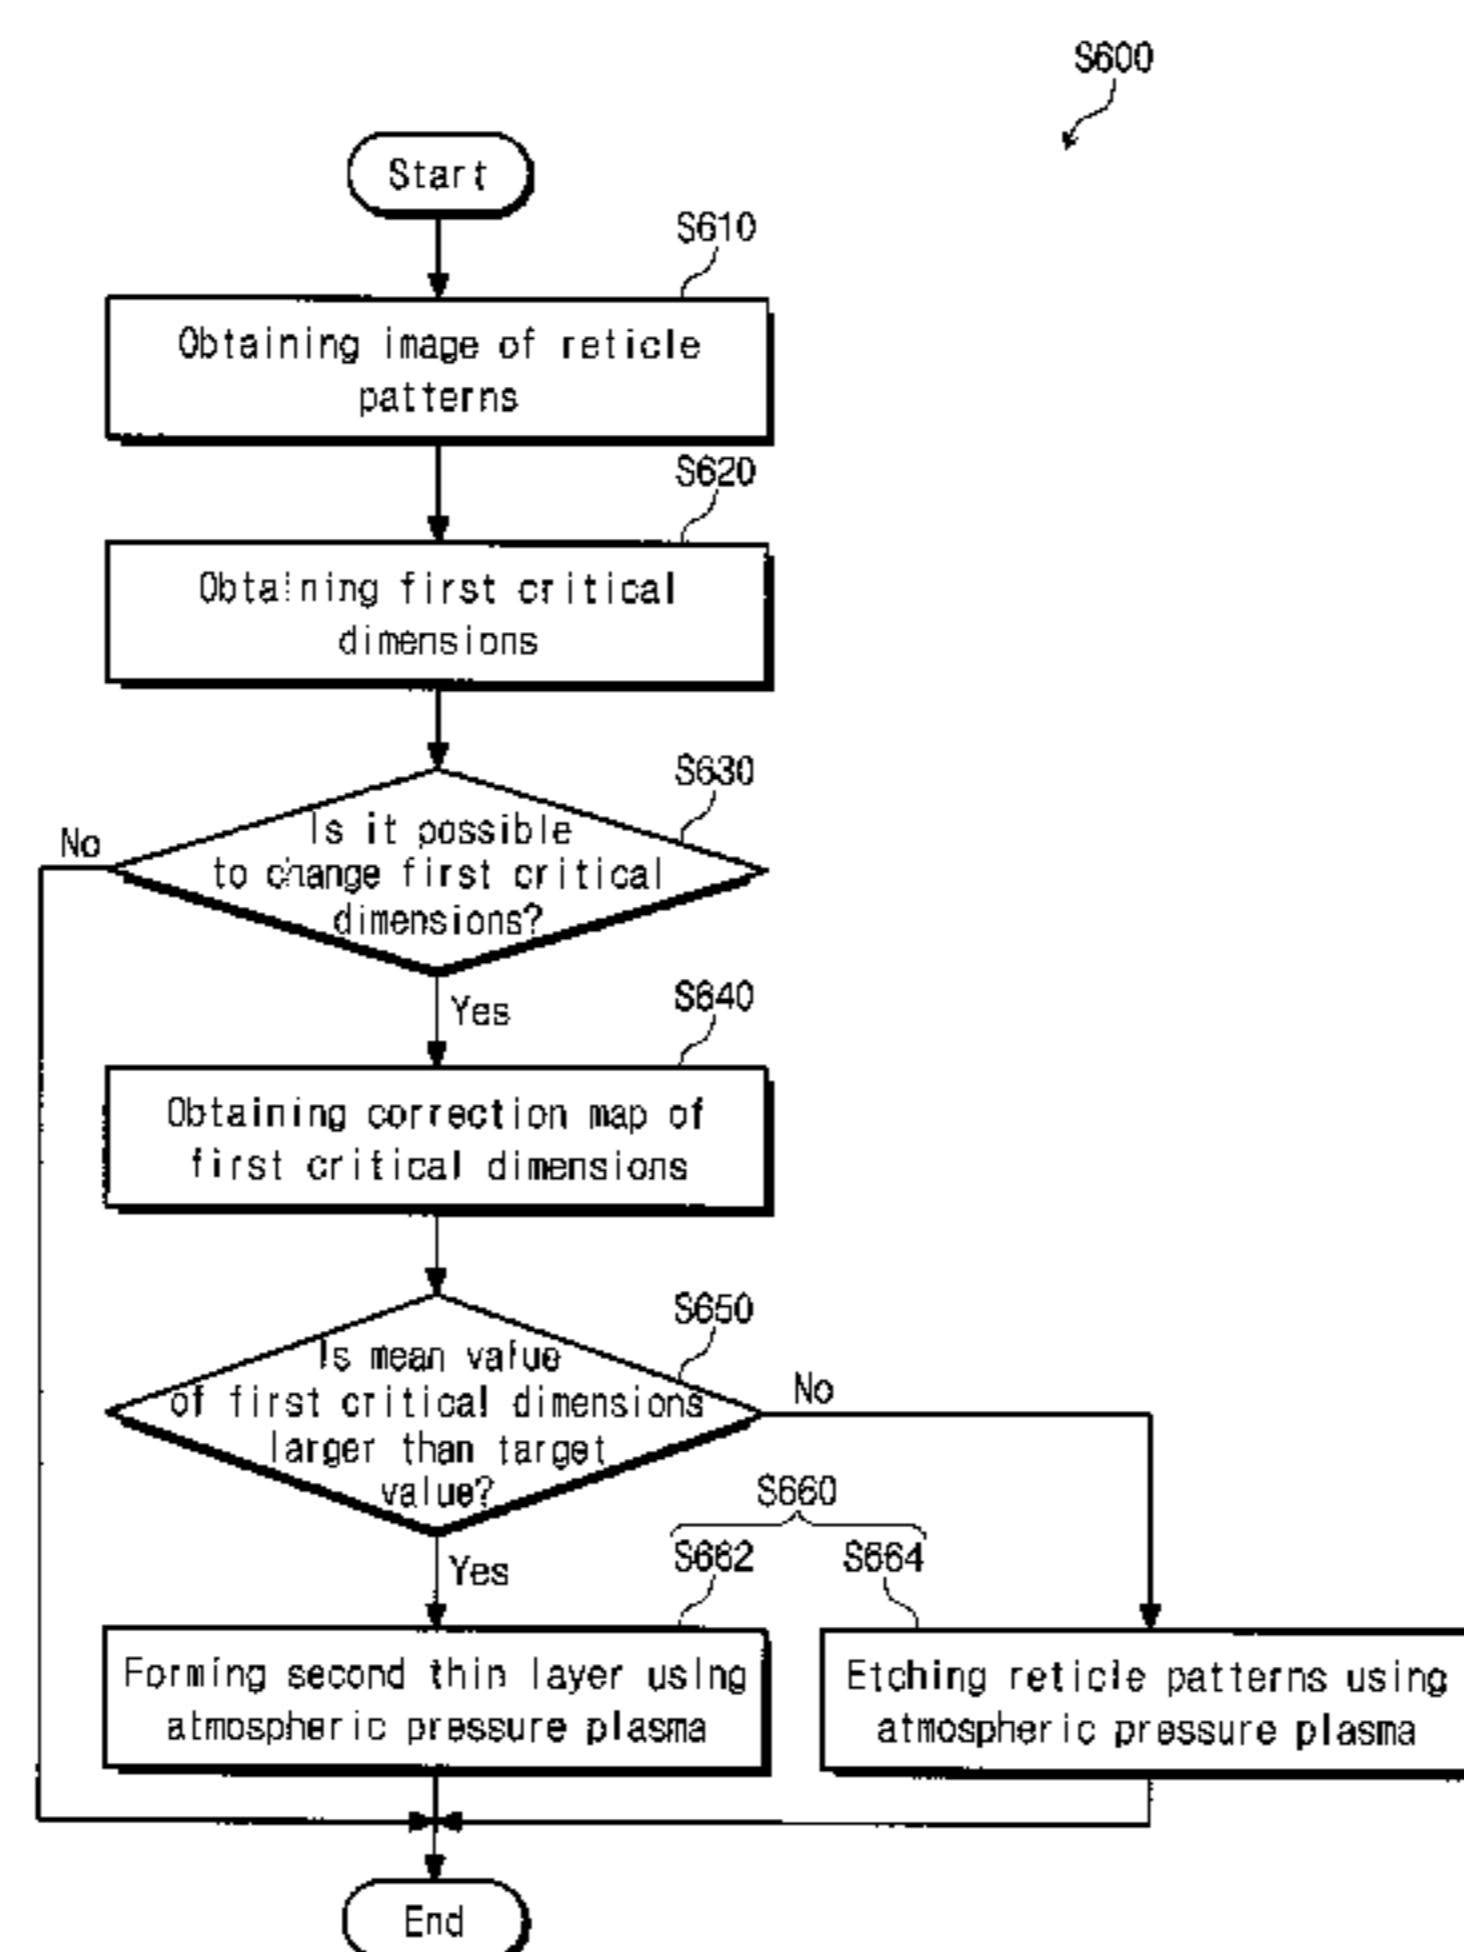 S600
Start
S610
Obtaining image of reticle
patterns
S620
Obtaining first critical
dimensions
S630
Is it possible
to change first critical
dimensions?
No
Yes
S640
Obtaining correction map of
first critical dimensions
S650
Is mean value
of first critical dimensions
larger than target
value?
No
Yes
S660
S662
S664
Forming second thin layer using
atmospheric pressure plasma
Etching reticle patterns using
atmospheric pressure plasma
End